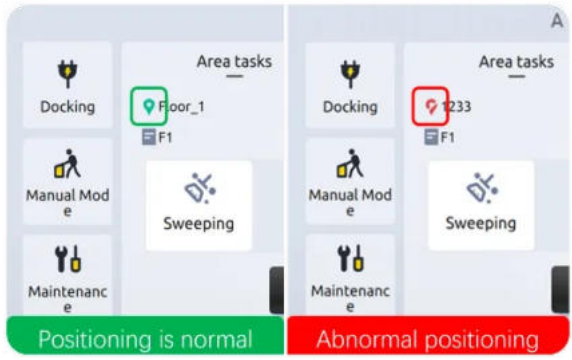 Area tasks
Docking
Floor_1
F1
Manual Mod
e
Sweeping
Maintenanc
e
Positioning is normal
A
Area tasks
Docking
1233
F1
Manual Mod
e
Sweeping
Maintenanc
e
Abnormal positioning